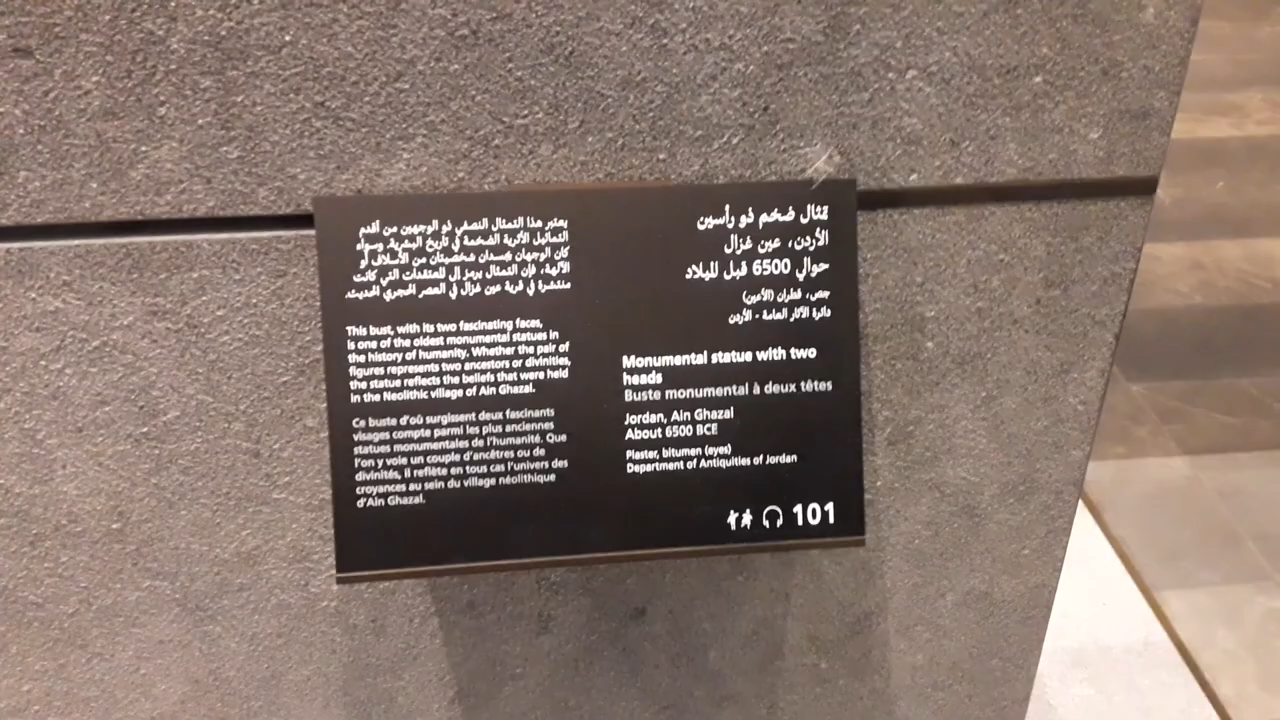 تمثال ضخم ذو رأسين
الأردن، عين غزال
حوالي 6500 قبل الميلاد
جص، قطران (الأعين)
دائرة الآثار العامة - الأردن
Monumental statue with two
heads
Buste monumental à deux têtes
Jordan, Ain Ghazal
About 6500 BCE
Plaster, bitumen (eyes)
Department of Antiquities of Jordan
101
يعتبر هذا التمثال النصفي ذو الوجهين من أقدم
التماثيل الأثرية الضخمة في تاريخ البشرية. وسواء
كان الوجهان يجسدان شخصيتان من الأسلاف أو
الآلهة، فإن التمثال يرمز إلى المعتقدات التي كانت
منتشرة في قرية عين غزال في العصر الحجري الحديث.
This bust, with its two fascinating faces,
is one of the oldest monumental statues in
the history of humanity. Whether the pair of
figures represents two ancestors or divinities,
the statue reflects the beliefs that were held
in the Neolithic village of Ain Ghazal.
Ce buste d'où surgissent deux fascinants
visages compte parmi les plus anciennes
statues monumentales de l'humanité. Que
l'on y voie un couple d'ancêtres ou de
divinités, il reflète en tous cas l'univers des
croyances au sein du village néolithique
d'Ain Ghazal.